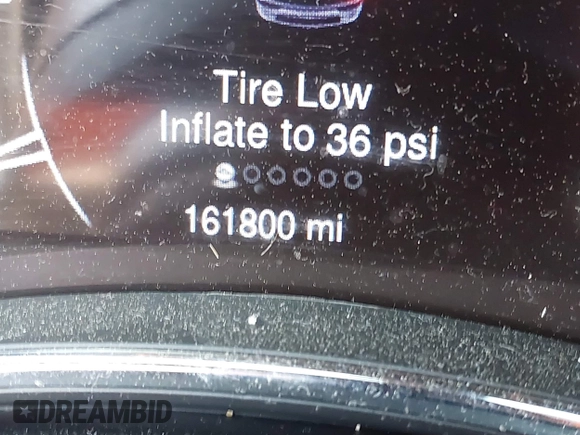 Tire Low
Inflate to 36 psi
161800 mi
DREAMBID